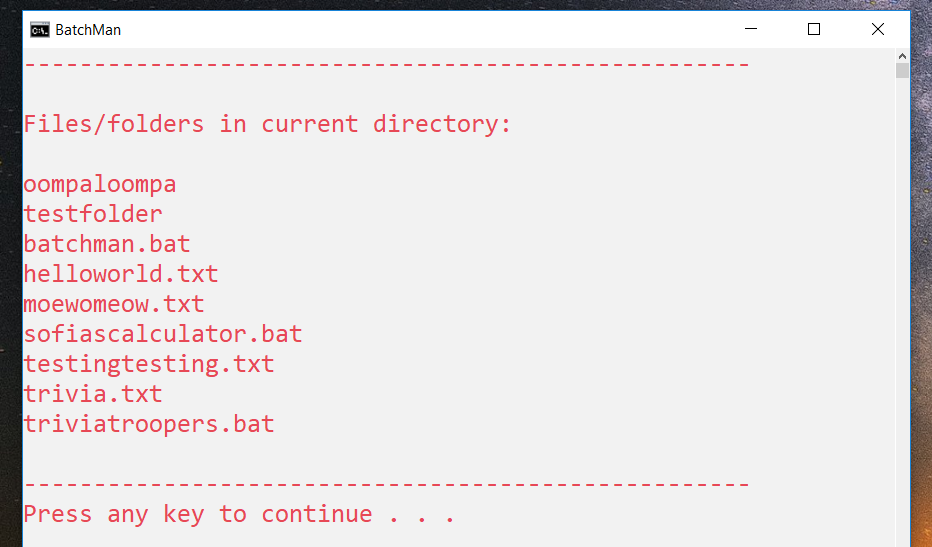 BatchMan
----------------------------------------------------
Files/folders in current directory:
oompaloompa
testfolder
batchman.bat
helloworld.txt
moewomeow.txt
sofiascalculator.bat
testingtesting.txt
trivia.txt
triviatroopers.bat
----------------------------------------------------
Press any key to continue . . .